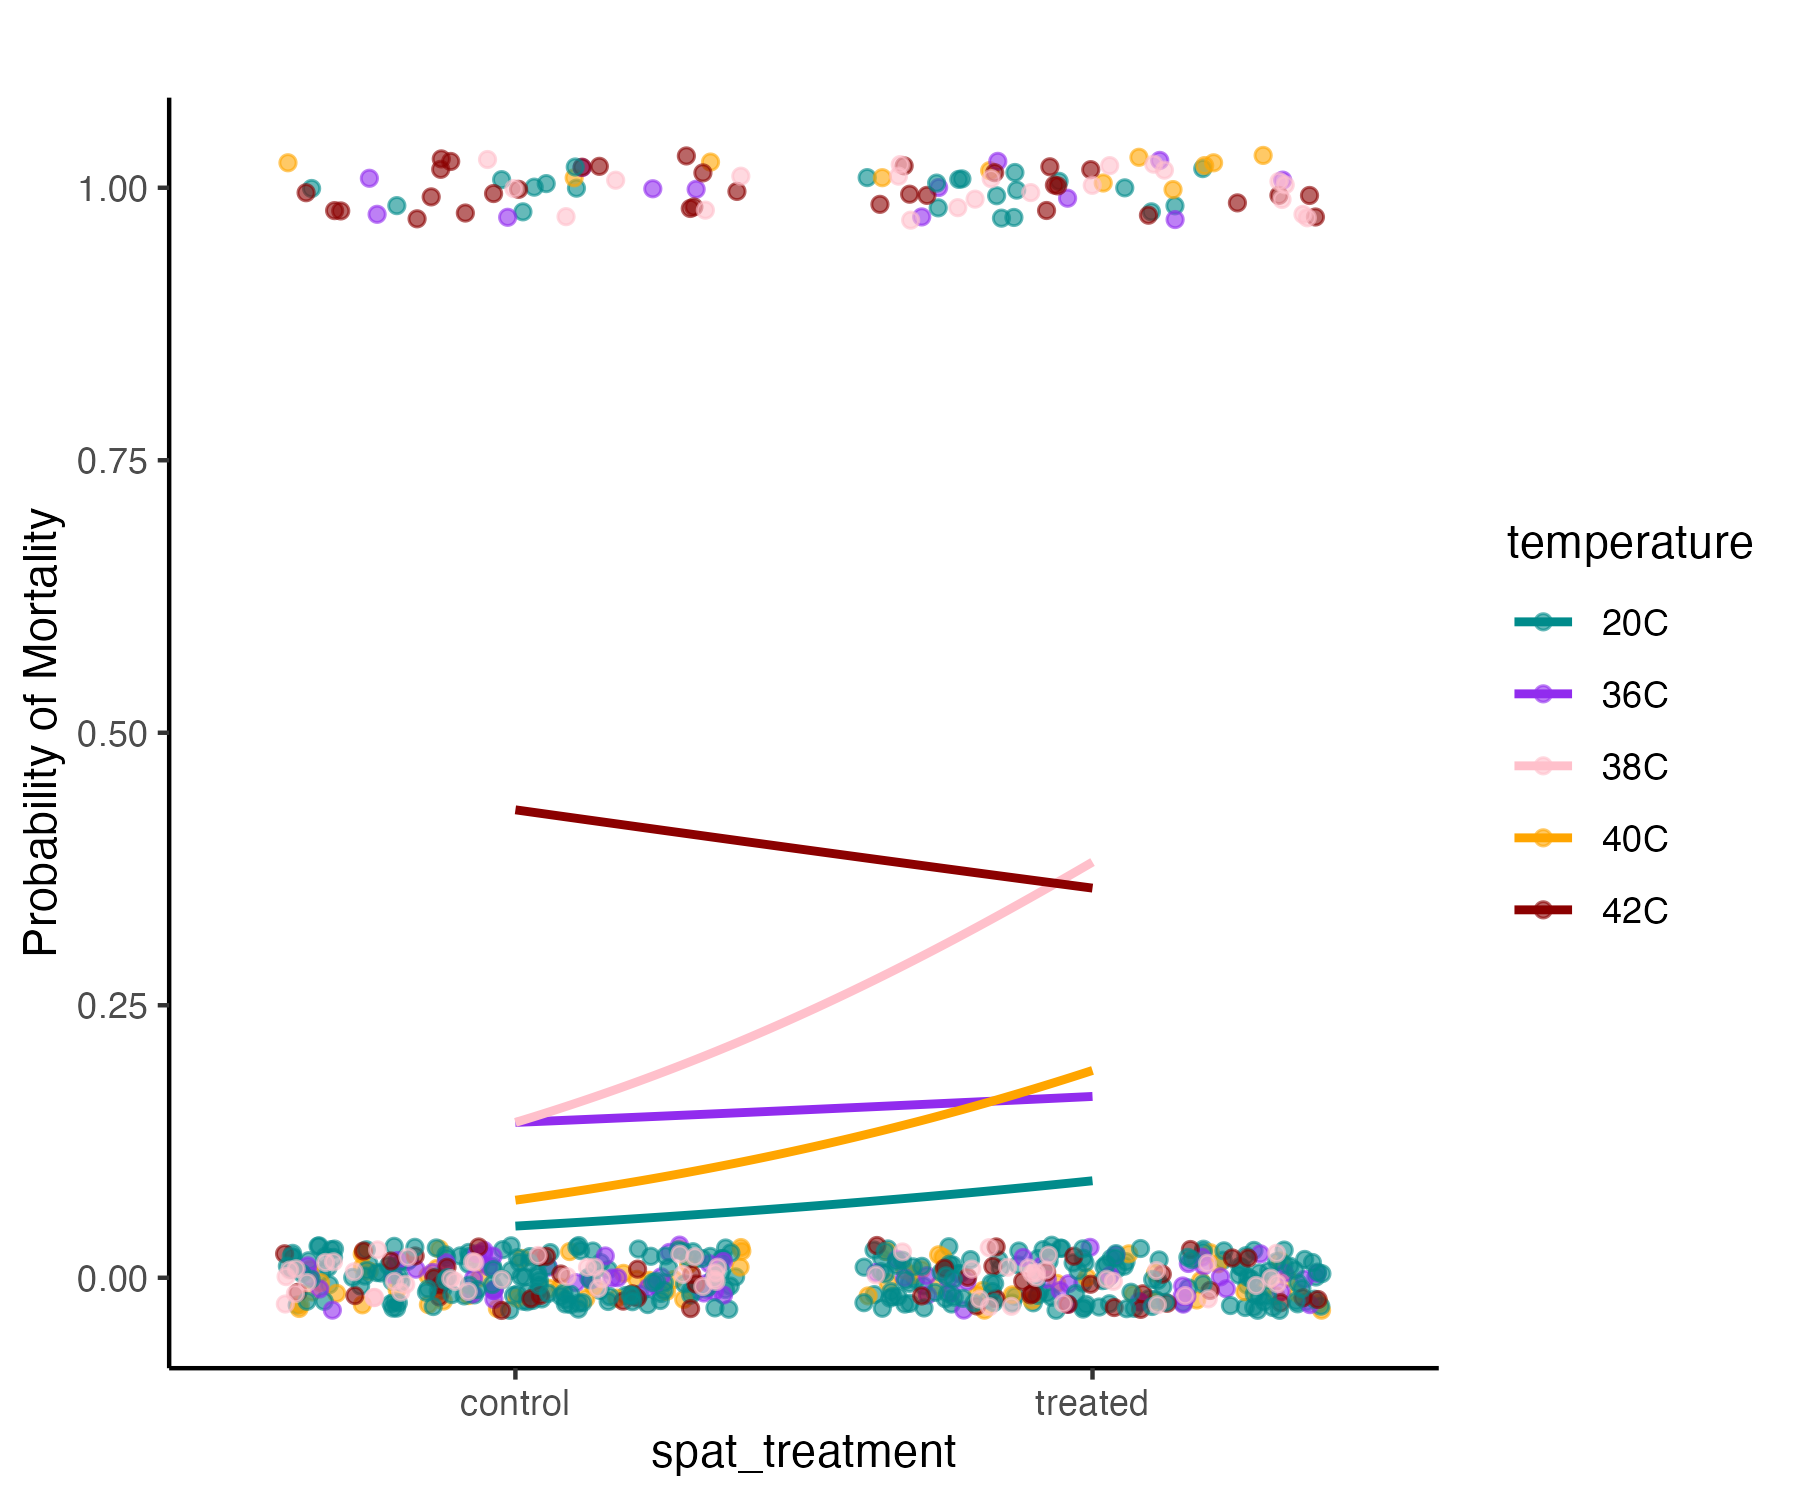 1.00
0.75
0.50
0.25
0.00
Probability of Mortality
control
treated
spat_treatment
temperature
20C
36C
38C
40C
42C